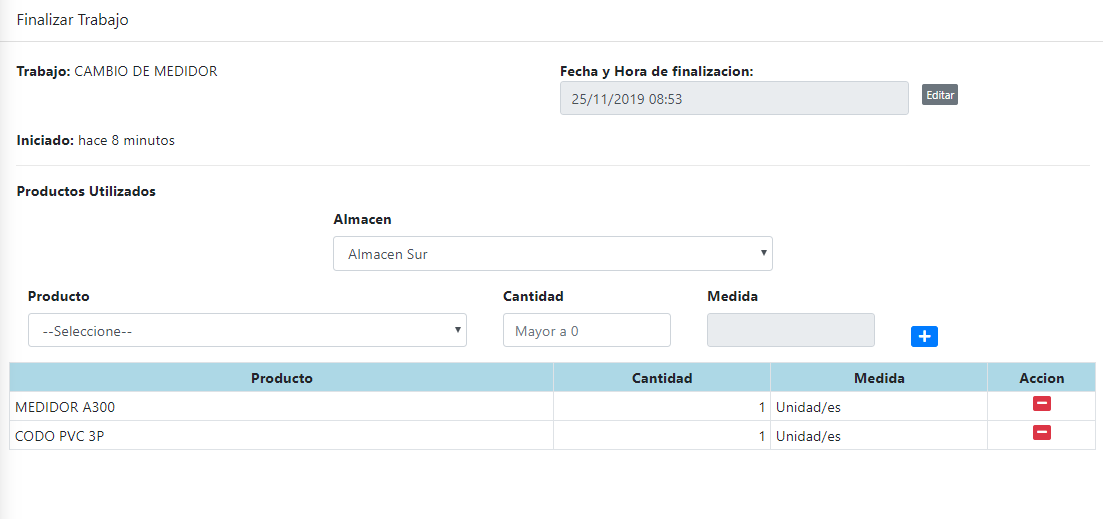 Finalizar Trabajo
Trabajo: CAMBIO DE MEDIDOR
Fecha y Hora de finalizacion:
25/11/2019 08:53
Editar
Iniciado: hace 8 minutos
Productos Utilizados
Almacen
Almacen Sur
Producto Cantidad Medida
--Seleccione-- Mayor a 0
Producto Cantidad Medida Accion
MEDIDOR A300 1 Unidad/es
CODO PVC 3P 1 Unidad/es